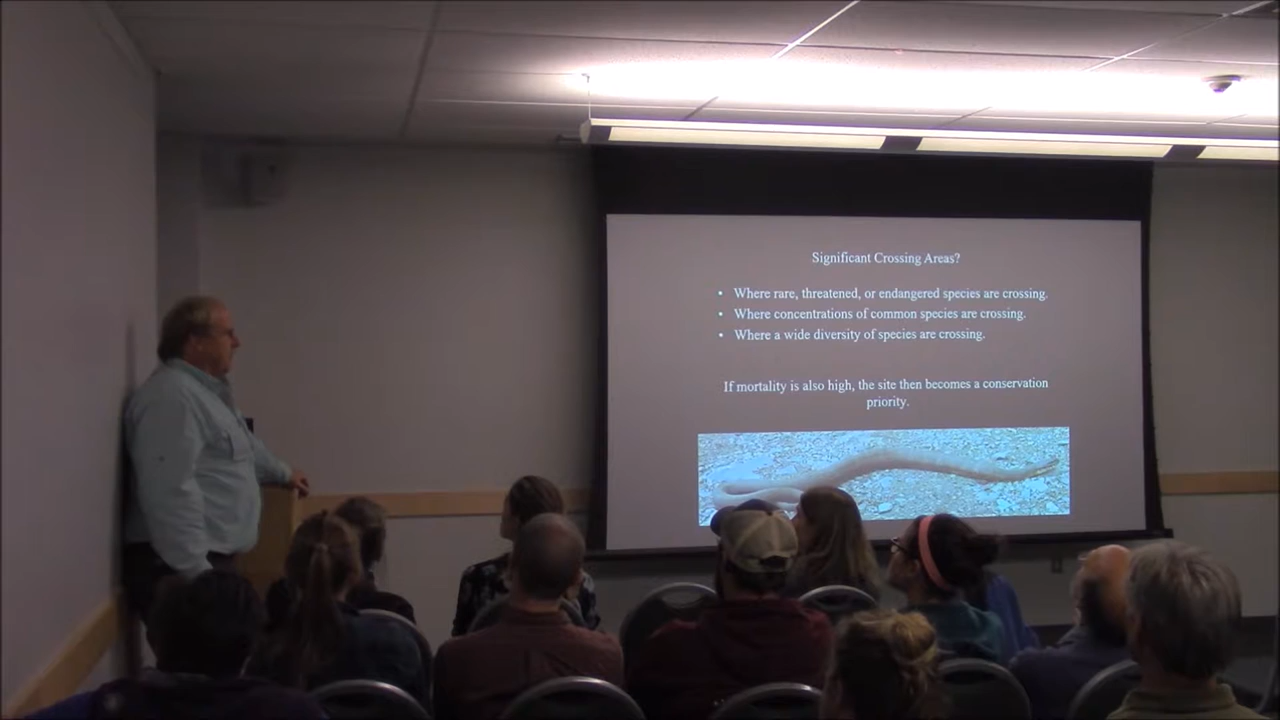 Significant Crossing Areas?
• Where rare, threatened, or endangered species are crossing.
• Where concentrations of common species are crossing.
• Where a wide diversity of species are crossing.
If mortality is also high, the site then becomes a conservation
priority.